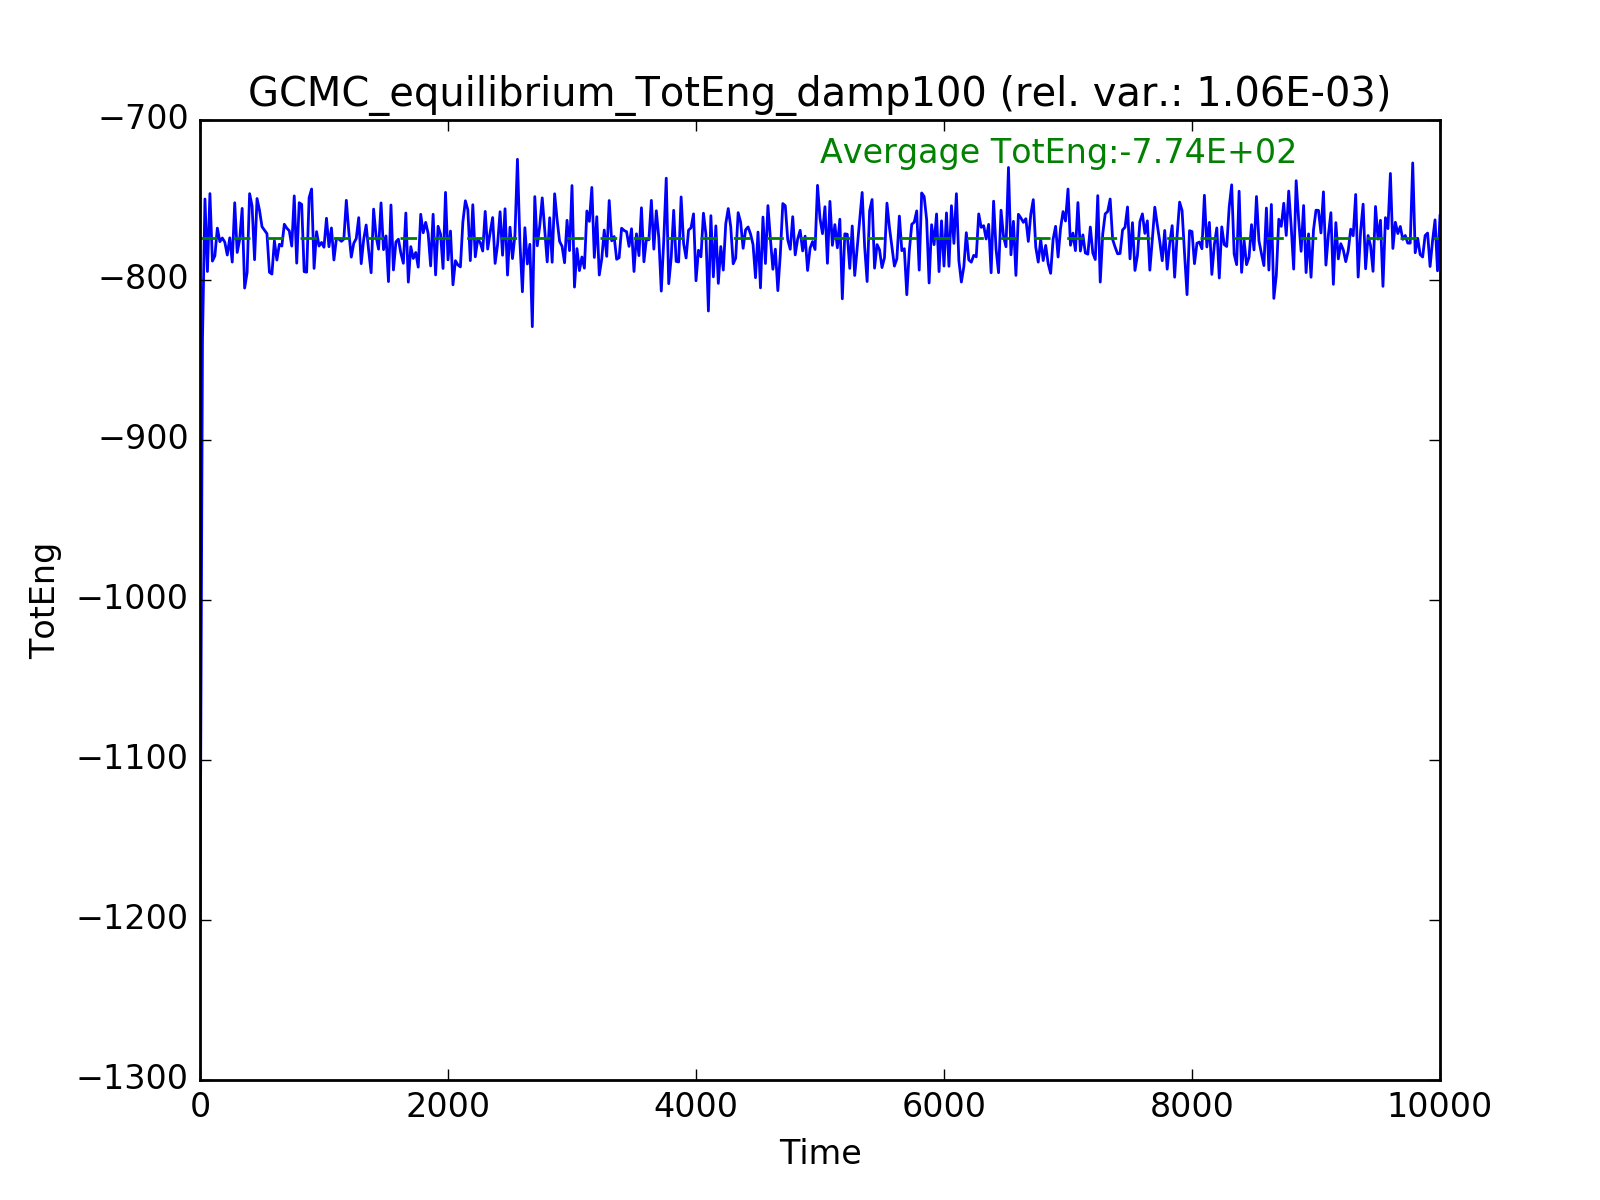 GCMC_equilibrium_TotEng_damp100 (rel. var.: 1.06E-03)
Avergage TotEng:-7.74E+02
−700
−800
−900
−1000
−1100
−1200
−1300
TotEng
0 2000 4000 6000 8000 10000
Time